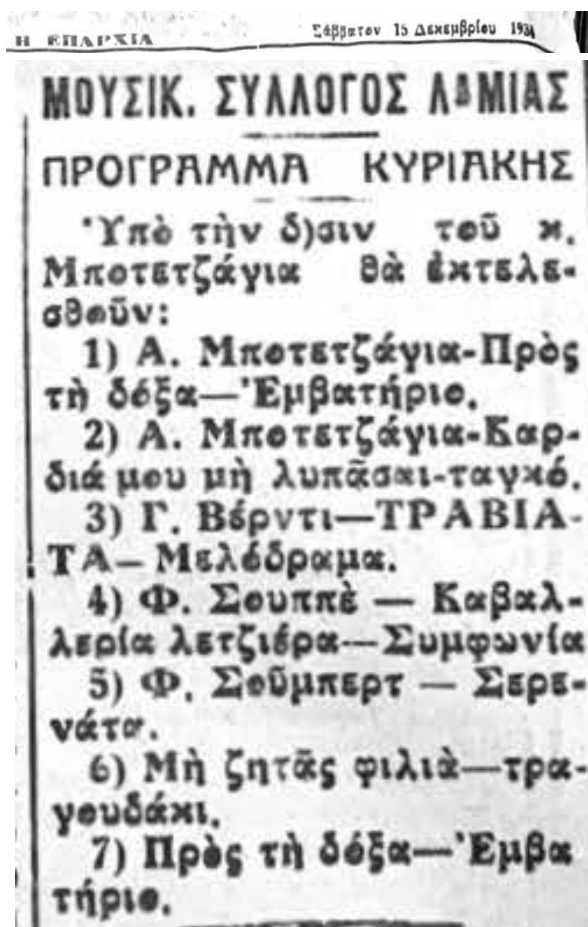 Η ΕΠΑΡΧΙΑ
Σάββατον 15 Δεκεμβρίου 1934
ΜΟΥΣΙΚ. ΣΥΛΛΟΓΟΣ ΛΑΜΙΑΣ
ΠΡΟΓΡΑΜΜΑ ΚΥΡΙΑΚΗΣ
Ὑπὸ τὴν δ)σιν τοῦ κ.
Μποτετζάγια θὰ ἐκτελε-
σθοῦν:
1) Α. Μποτετζάγια-Πρὸς
τὴ δόξα—Ἐμβατήριο.
2) Α. Μποτετζάγια-Καρ-
διά μου μὴ λυπᾶσαι-ταγκό.
3) Γ. Βέρντι—ΤΡΑΒΙΑ-
ΤΑ—Μελόδραμα.
4) Φ. Σουππὲ — Καβαλ-
λερία λετζιέρα—Συμφωνία
5) Φ. Σοῦμπερτ — Σερε-
νάτα.
6) Μὴ ζητᾶς φιλιὰ—τρα-
γουδάκι.
7) Πρὸς τὴ δόξα—Ἐμβα
τήριο.